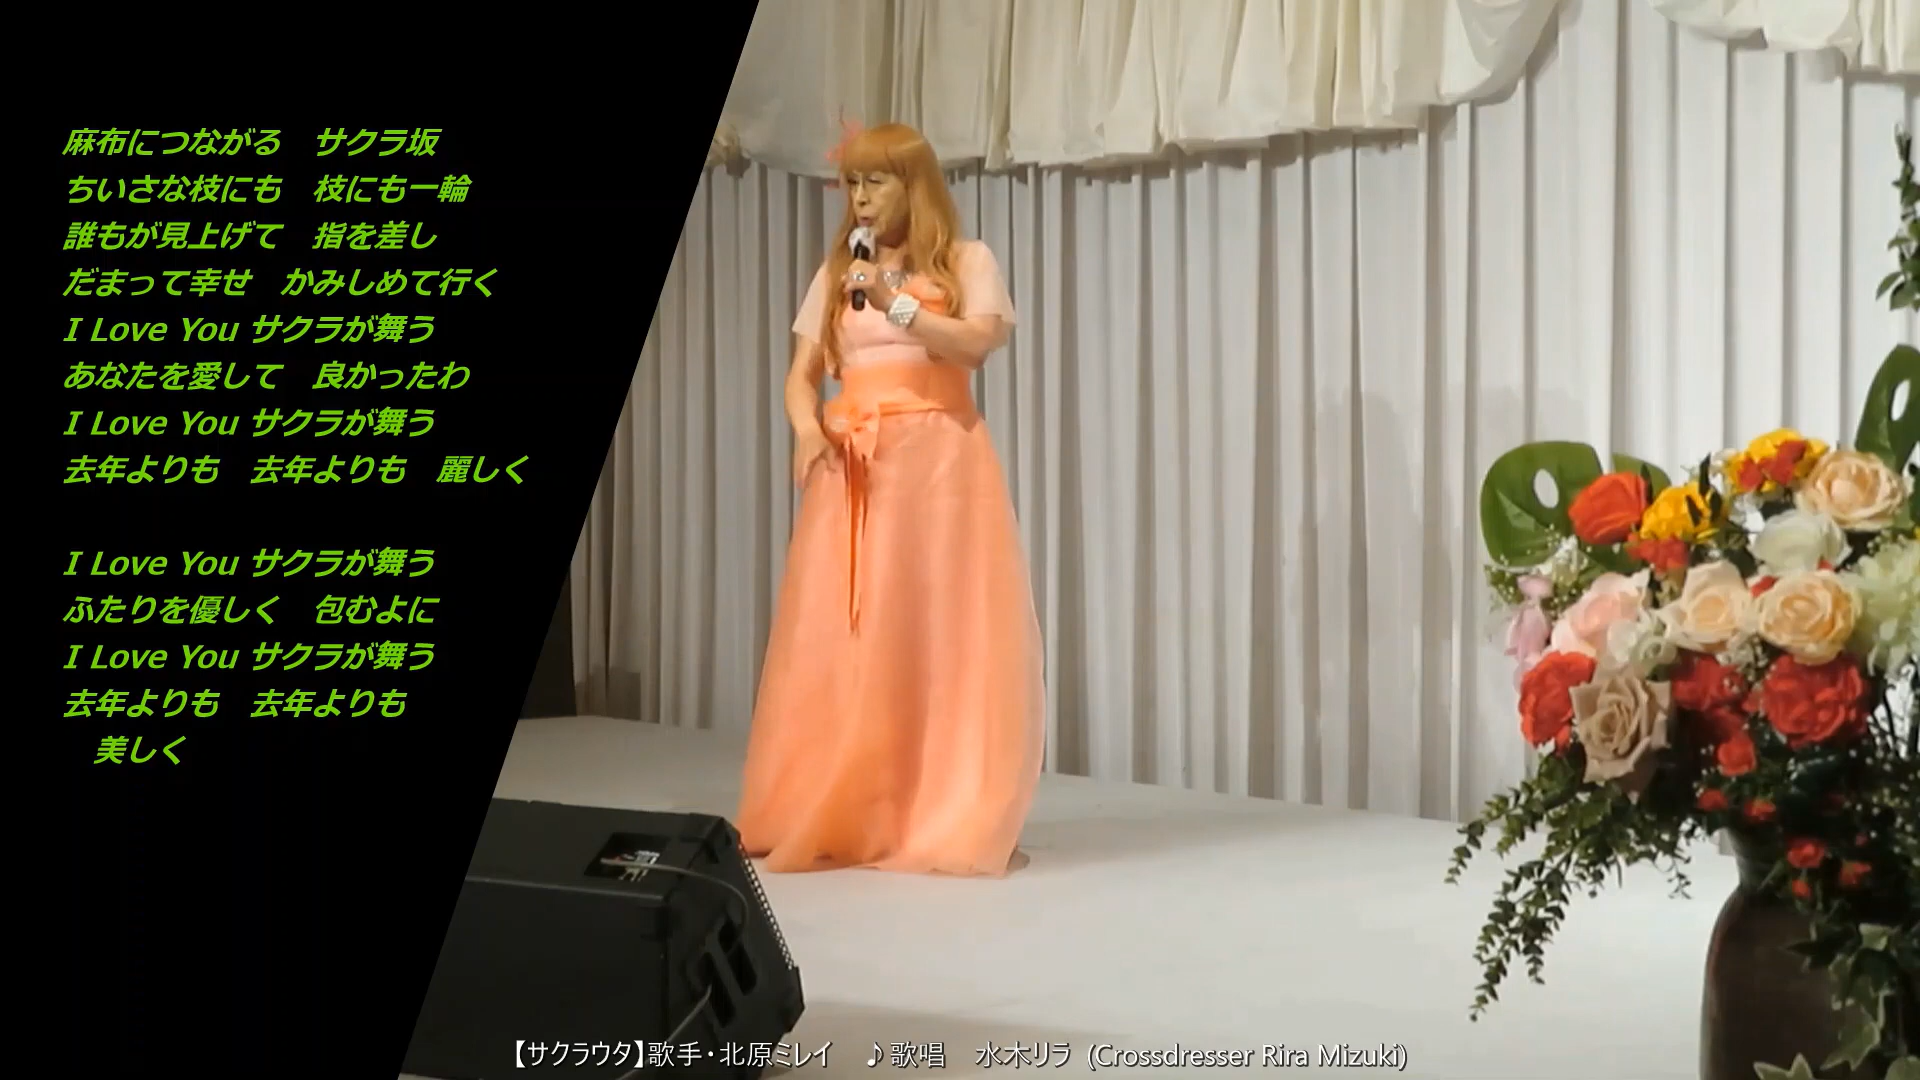 麻布につながる　サクラ坂
ちいさな枝にも　枝にも一輪
誰もが見上げて　指を差し
だまって幸せ　かみしめて行く
I Love You サクラが舞う
あなたを愛して　良かったわ
I Love You サクラが舞う
去年よりも　去年よりも　麗しく
I Love You サクラが舞う
ふたりを優しく　包むよに
I Love You サクラが舞う
去年よりも　去年よりも
美しく
【サクラウタ】歌手・北原ミレイ　♪歌唱　水木リラ (Crossdresser Rira Mizuki)